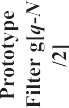 Prototype
Filter g[q-N
/2]